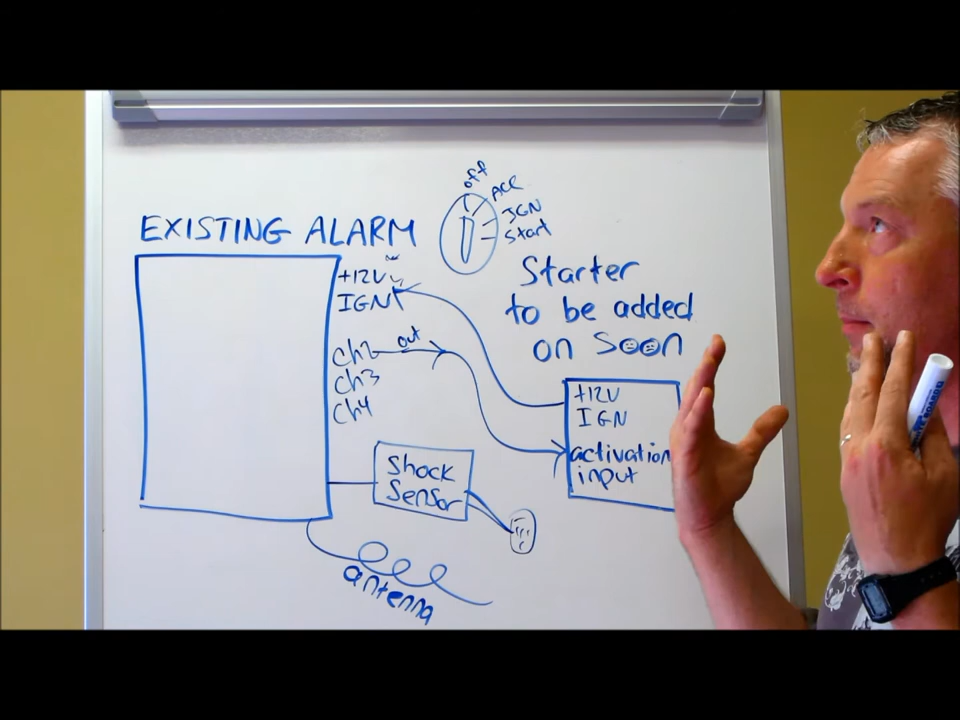 off
ACC
IGN
Start
EXISTING ALARM
+12V
IGN
Ch2 out
Ch3
Ch4
Starter
to be added
on Soon
+12V
IGN
activation
input
Shock
Sensor
antenna
BOARD